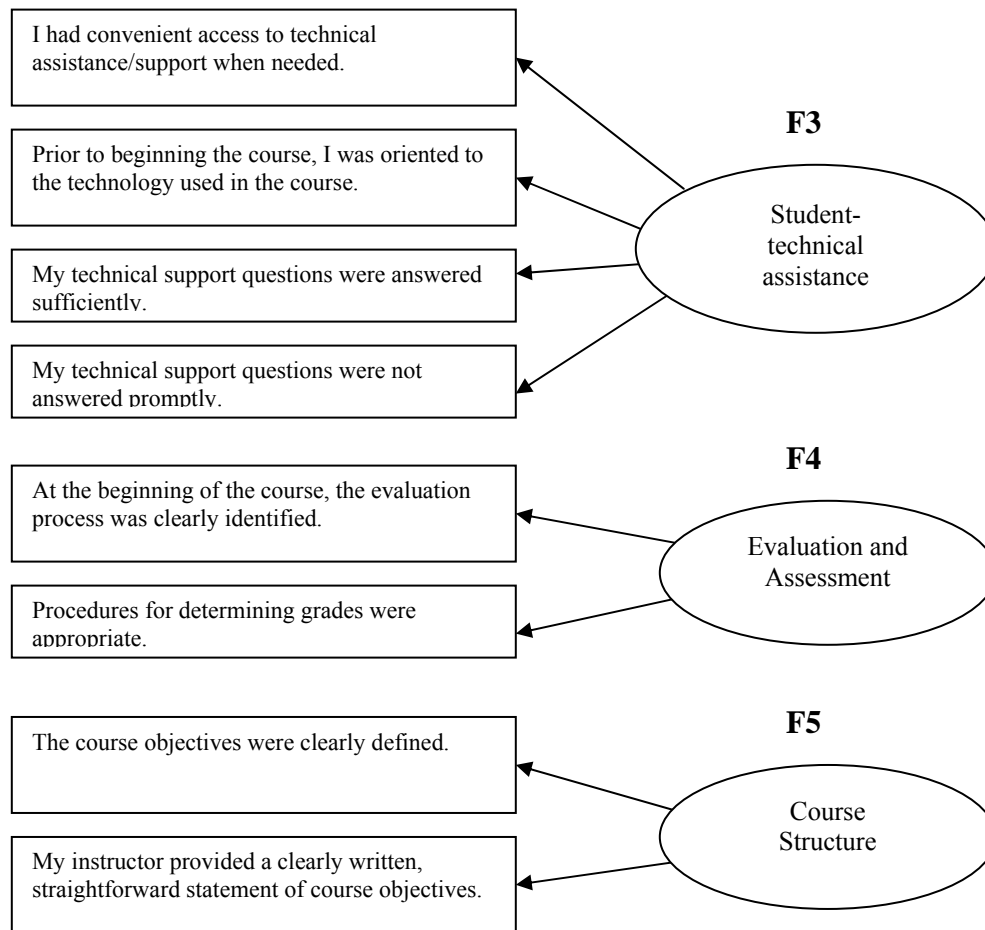 I had convenient access to technical
assistance/support when needed.
F3
Prior to beginning the course, I was oriented to
the technology used in the course.
Student-
technical
assistance
My technical support questions were answered
sufficiently.
My technical support questions were not
answered promptly.
F4
At the beginning of the course, the evaluation
process was clearly identified.
Evaluation and
Assessment
Procedures for determining grades were
appropriate.
F5
The course objectives were clearly defined.
Course
Structure
My instructor provided a clearly written,
straightforward statement of course objectives.